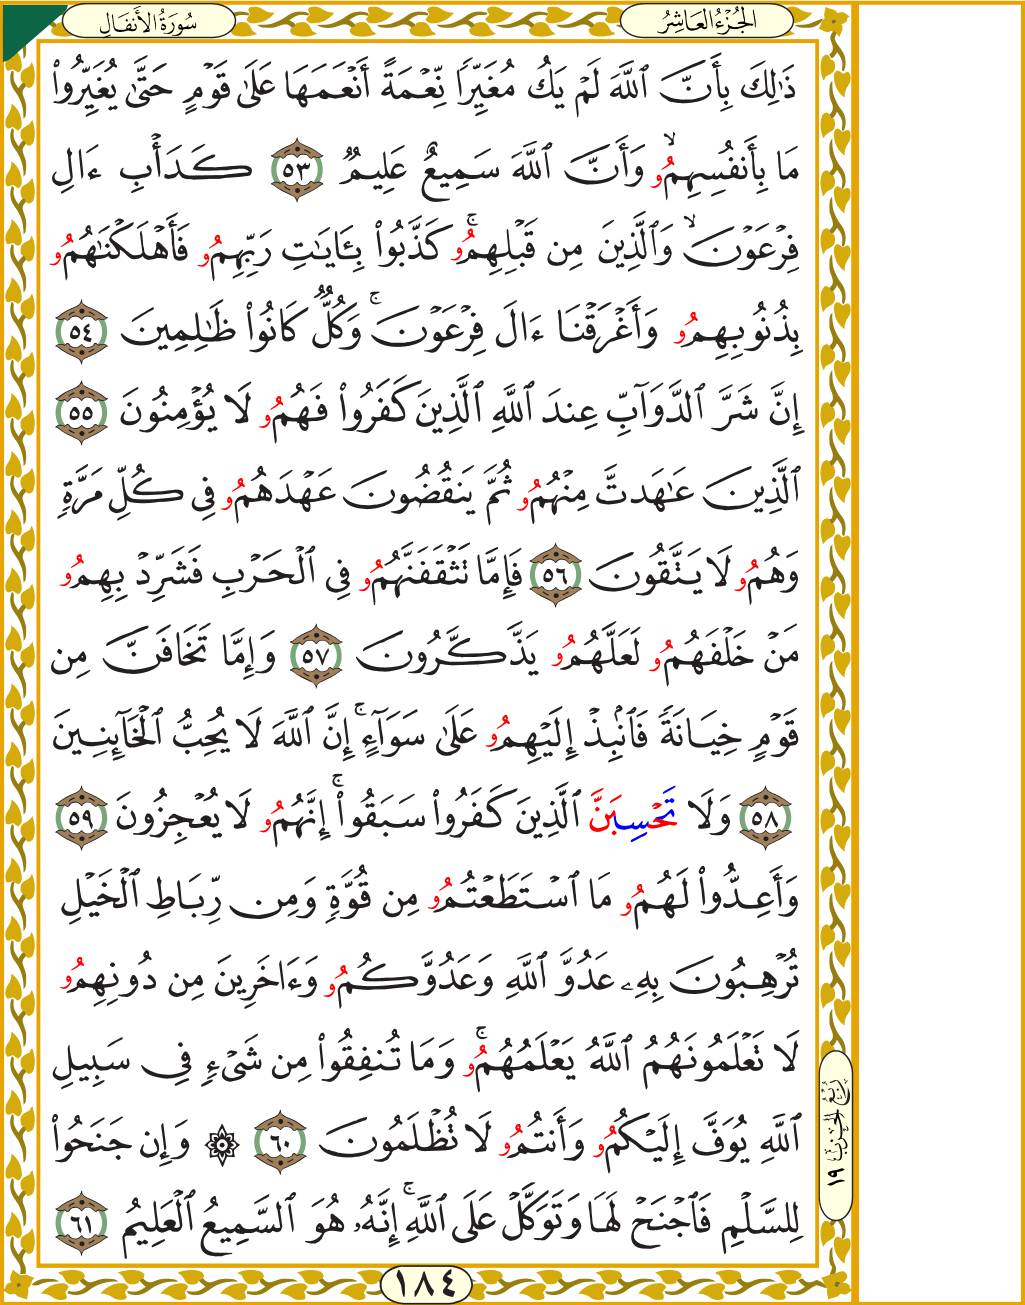 سُورَةُ الأَنفَال
الجُزْءُ العَاشِرُ
ذَٰلِكَ بِأَنَّ ٱللَّهَ لَمْ يَكُ مُغَيِّرًا نِّعْمَةً أَنْعَمَهَا عَلَىٰ قَوْمٍ حَتَّىٰ يُغَيِّرُوا۟
مَا بِأَنفُسِهِمُۥ ۙ وَأَنَّ ٱللَّهَ سَمِيعٌ عَلِيمٌ ٥٣ كَدَأْبِ ءَالِ
فِرْعَوْنَ ۙ وَٱلَّذِينَ مِن قَبْلِهِمُۥ ۚ كَذَّبُوا۟ بِـَٔايَـٰتِ رَبِّهِمُۥ فَأَهْلَكْنَـٰهُمُۥ
بِذُنُوبِهِمُۥ وَأَغْرَقْنَا ءَالَ فِرْعَوْنَ ۚ وَكُلٌّ كَانُوا۟ ظَـٰلِمِينَ ٥٤
إِنَّ شَرَّ ٱلدَّوَآبِّ عِندَ ٱللَّهِ ٱلَّذِينَ كَفَرُوا۟ فَهُمُۥ لَا يُؤْمِنُونَ ٥٥
ٱلَّذِينَ عَـٰهَدتَّ مِنْهُمُۥ ثُمَّ يَنقُضُونَ عَهْدَهُمُۥ فِى كُلِّ مَرَّةٍ
وَهُمُۥ لَا يَتَّقُونَ ٥٦ فَإِمَّا تَثْقَفَنَّهُمُۥ فِى ٱلْحَرْبِ فَشَرِّدْ بِهِمُۥ
مَنْ خَلْفَهُمُۥ لَعَلَّهُمُۥ يَذَّكَّرُونَ ٥٧ وَإِمَّا تَخَافَنَّ مِن
قَوْمٍ خِيَانَةً فَٱنۢبِذْ إِلَيْهِمُۥ عَلَىٰ سَوَآءٍ ۚ إِنَّ ٱللَّهَ لَا يُحِبُّ ٱلْخَآئِنِينَ
٥٨ وَلَا تَحْسِبَنَّ ٱلَّذِينَ كَفَرُوا۟ سَبَقُوٓا۟ ۚ إِنَّهُمُۥ لَا يُعْجِزُونَ ٥٩
وَأَعِدُّوا۟ لَهُمُۥ مَا ٱسْتَطَعْتُمُۥ مِن قُوَّةٍ وَمِن رِّبَاطِ ٱلْخَيْلِ
تُرْهِبُونَ بِهِۦ عَدُوَّ ٱللَّهِ وَعَدُوَّكُمُۥ وَءَاخَرِينَ مِن دُونِهِمُۥ
لَا تَعْلَمُونَهُمُ ٱللَّهُ يَعْلَمُهُمُۥ ۚ وَمَا تُنفِقُوا۟ مِن شَىْءٍ فِى سَبِيلِ
ٱللَّهِ يُوَفَّ إِلَيْكُمُۥ وَأَنتُمُۥ لَا تُظْلَمُونَ ٦٠ ۞ وَإِن جَنَحُوا۟
لِلسَّلْمِ فَٱجْنَحْ لَهَا وَتَوَكَّلْ عَلَى ٱللَّهِ ۚ إِنَّهُۥ هُوَ ٱلسَّمِيعُ ٱلْعَلِيمُ ٦١
رُبْعُ الحِزْبِ ١٩
١٨٤